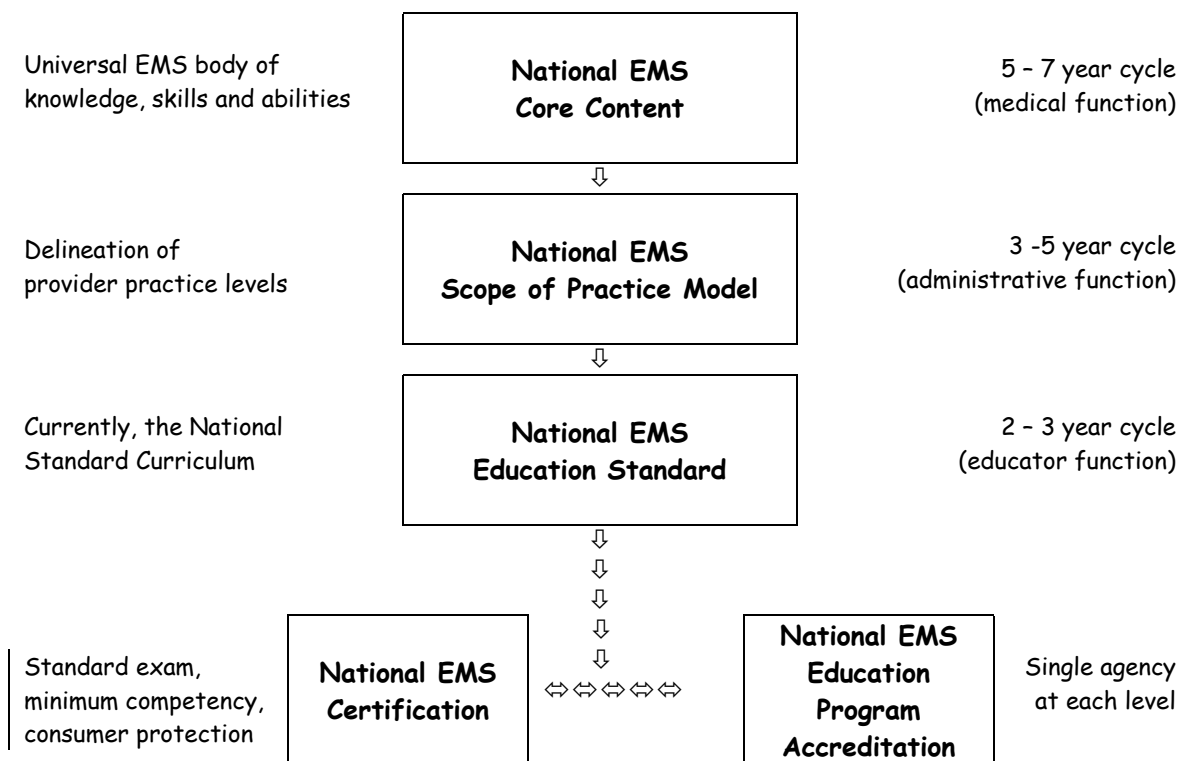 Universal EMS body of
knowledge, skills and abilities
National EMS
Core Content
5 – 7 year cycle
(medical function)
⇩
Delineation of
provider practice levels
National EMS
Scope of Practice Model
3 -5 year cycle
(administrative function)
⇩
Currently, the National
Standard Curriculum
National EMS
Education Standard
2 – 3 year cycle
(educator function)
⇩
⇩
⇩
⇩
⇩
Standard exam,
minimum competency,
consumer protection
National EMS
Certification
⇔⇔⇔⇔⇔
National EMS
Education
Program
Accreditation
Single agency
at each level